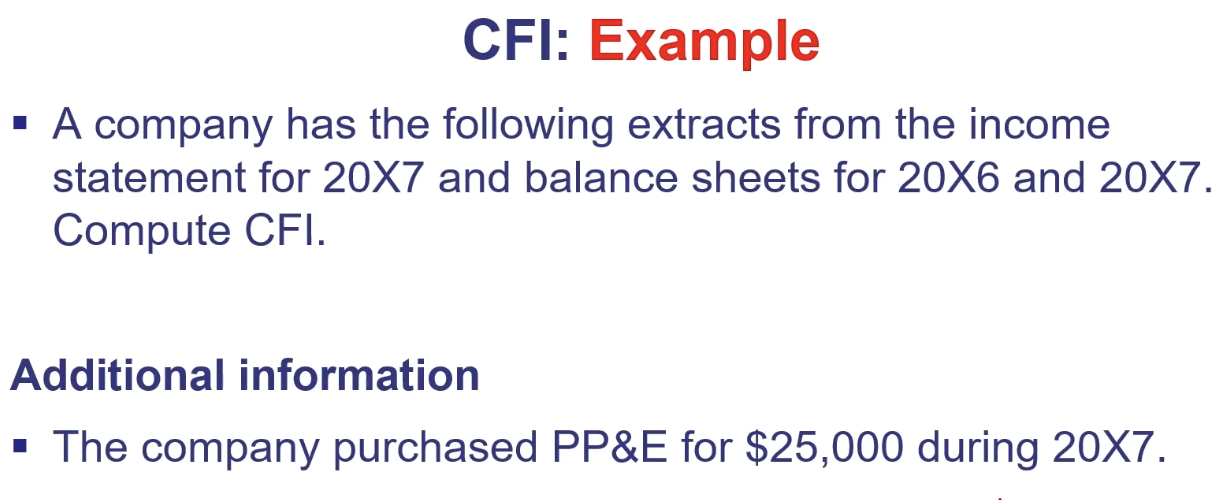 CFI: Example
▪ A company has the following extracts from the income
statement for 20X7 and balance sheets for 20X6 and 20X7.
Compute CFI.
Additional information
▪ The company purchased PP&E for $25,000 during 20X7.